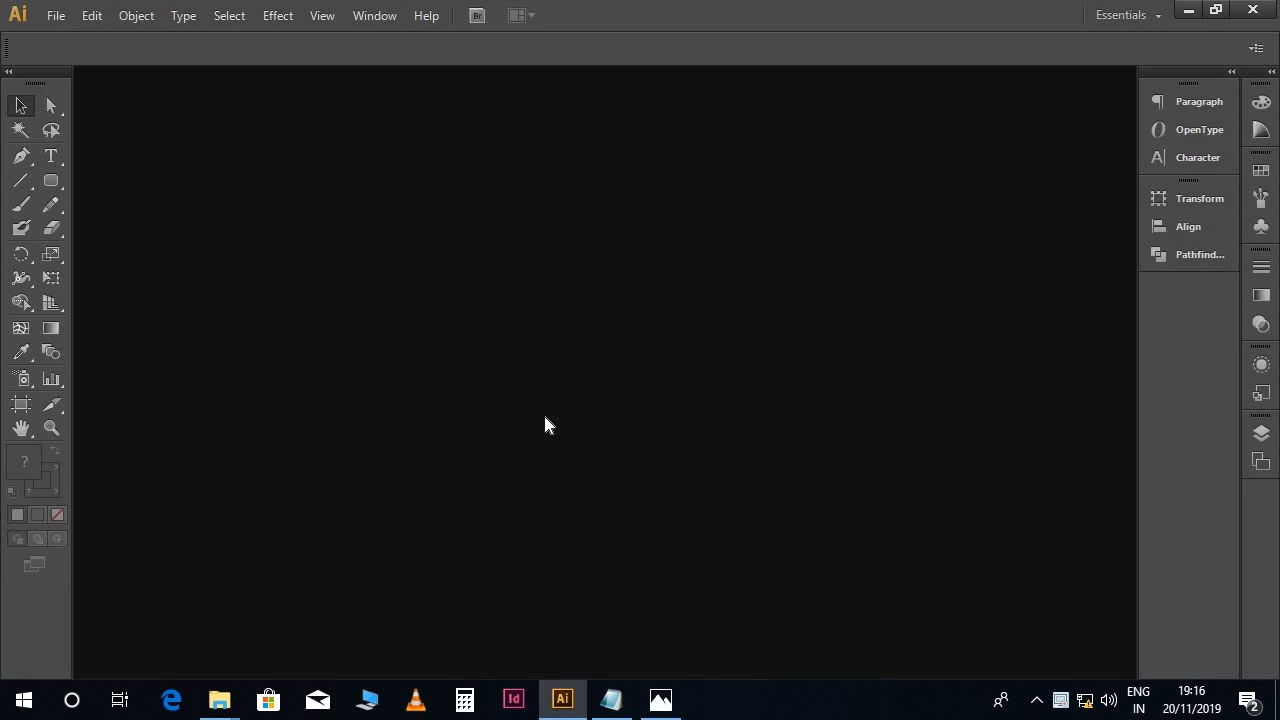 Ai File Edit Object Type Select Effect View Window Help Br Essentials
Paragraph
OpenType
Character
Transform
Align
Pathfind...
T
?
Id Ai
ENG
IN
19:16
20/11/2019
2